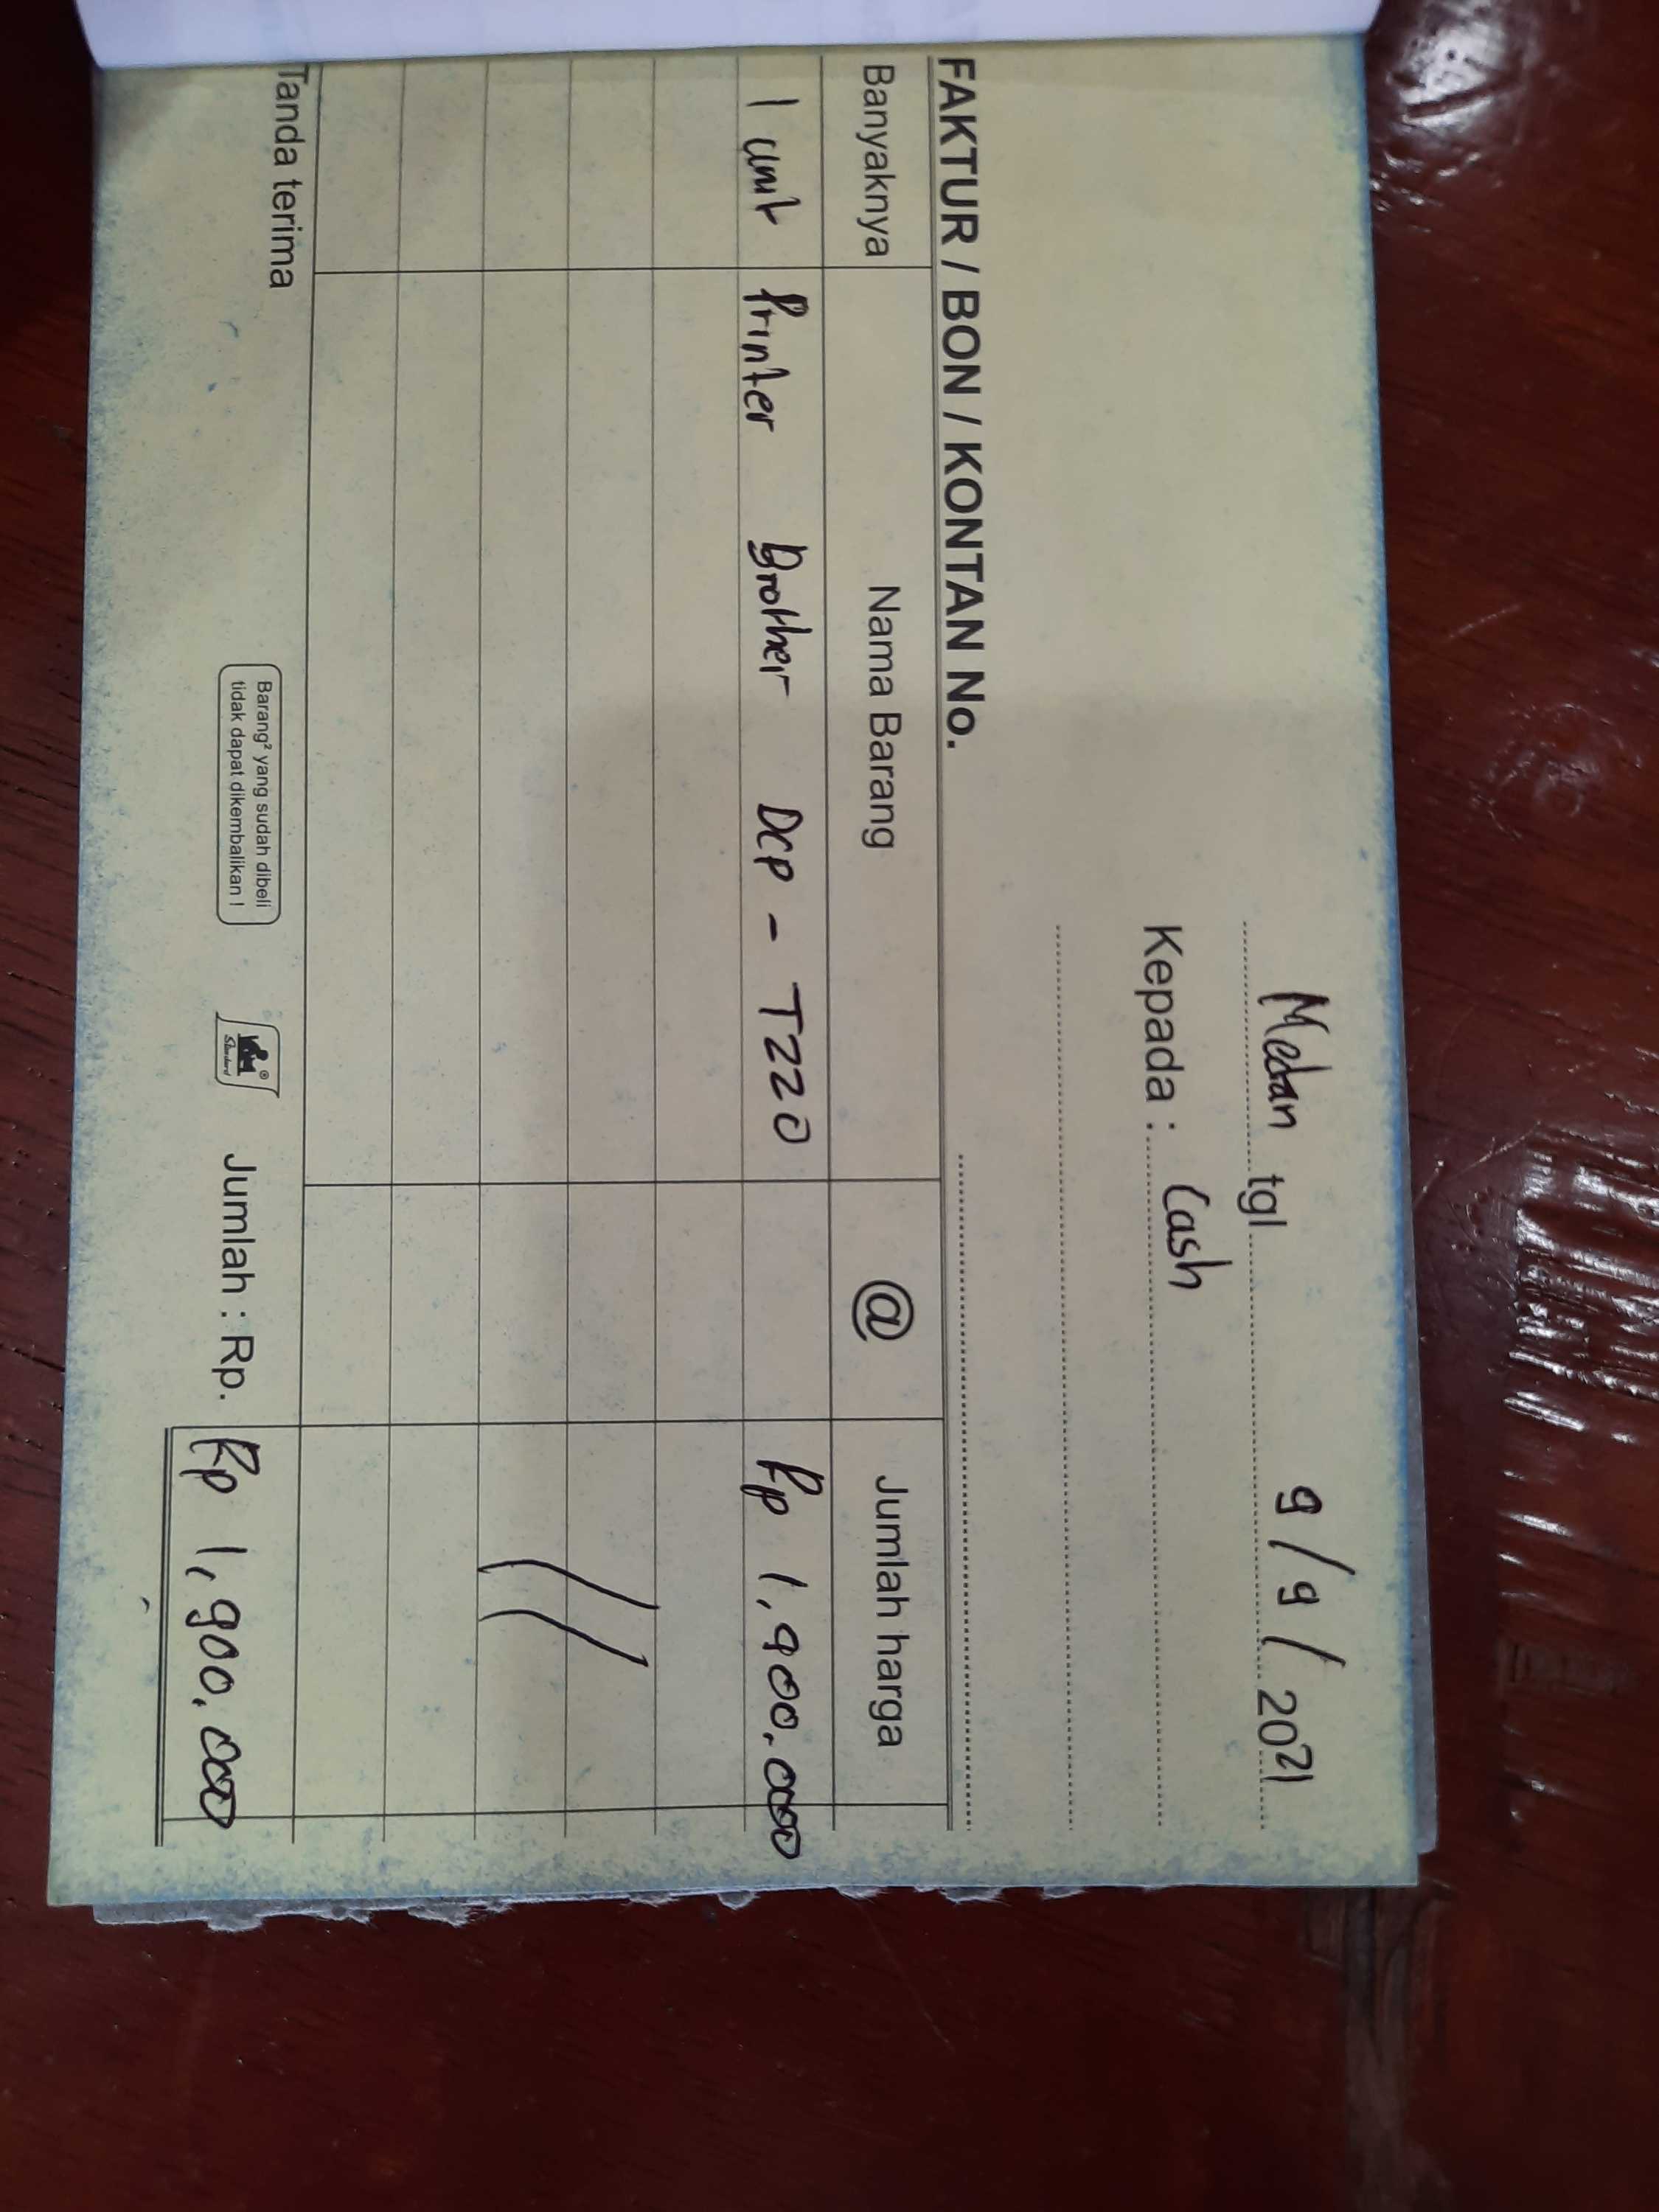 Medan tgl 9/9/2021
Kepada : Cash
FAKTUR / BON / KONTAN No.
Banyaknya Nama Barang @ Jumlah harga
1 unit Printer Brother DCP - T220 Rp 1,900.000
Tanda terima
Barang² yang sudah dibeli
tidak dapat dikembalikan !
Standard
Jumlah : Rp. Rp 1,900.000